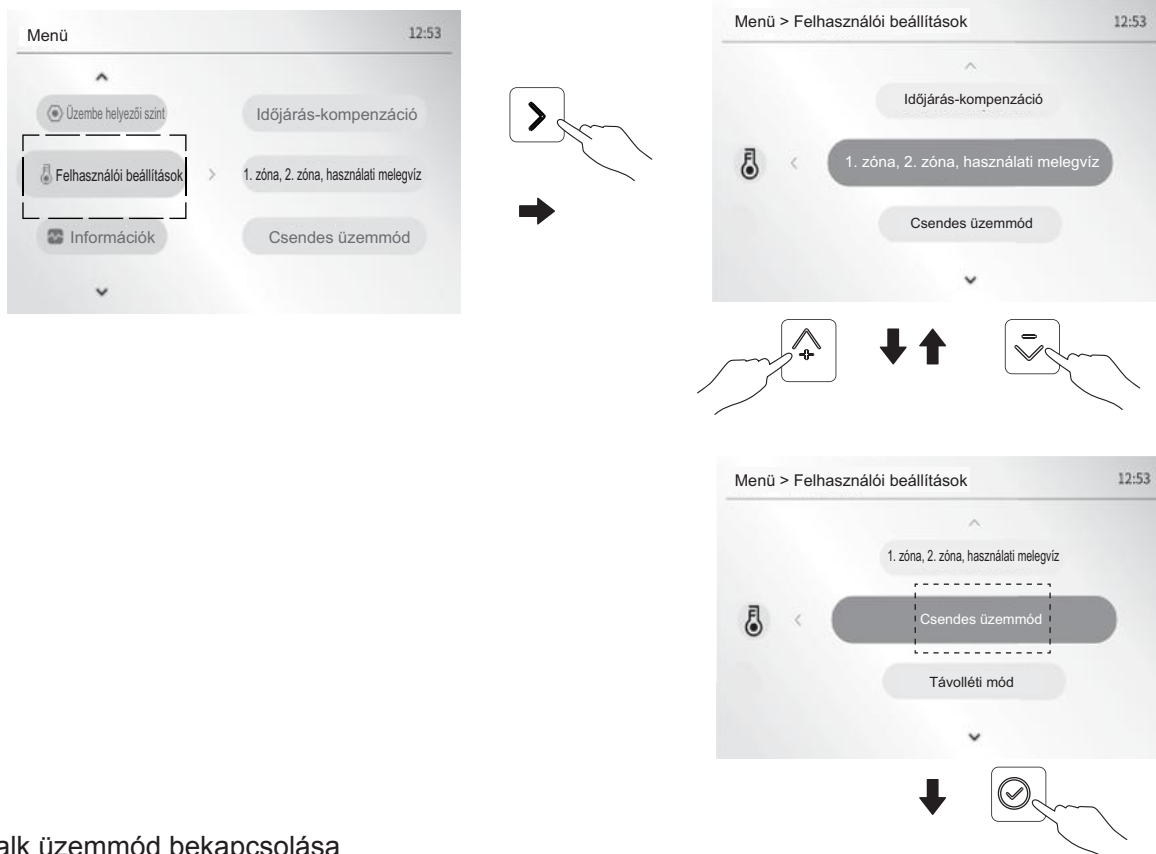 Menü 12:53
Üzembe helyezői szint
Időjárás-kompenzáció
Felhasználói beállítások
1. zóna, 2. zóna, használati melegvíz
Információk
Csendes üzemmód
Menü > Felhasználói beállítások 12:53
Időjárás-kompenzáció
1. zóna, 2. zóna, használati melegvíz
Csendes üzemmód
Menü > Felhasználói beállítások 12:53
1. zóna, 2. zóna, használati melegvíz
Csendes üzemmód
Távolléti mód
alk üzemmód bekapcsolása